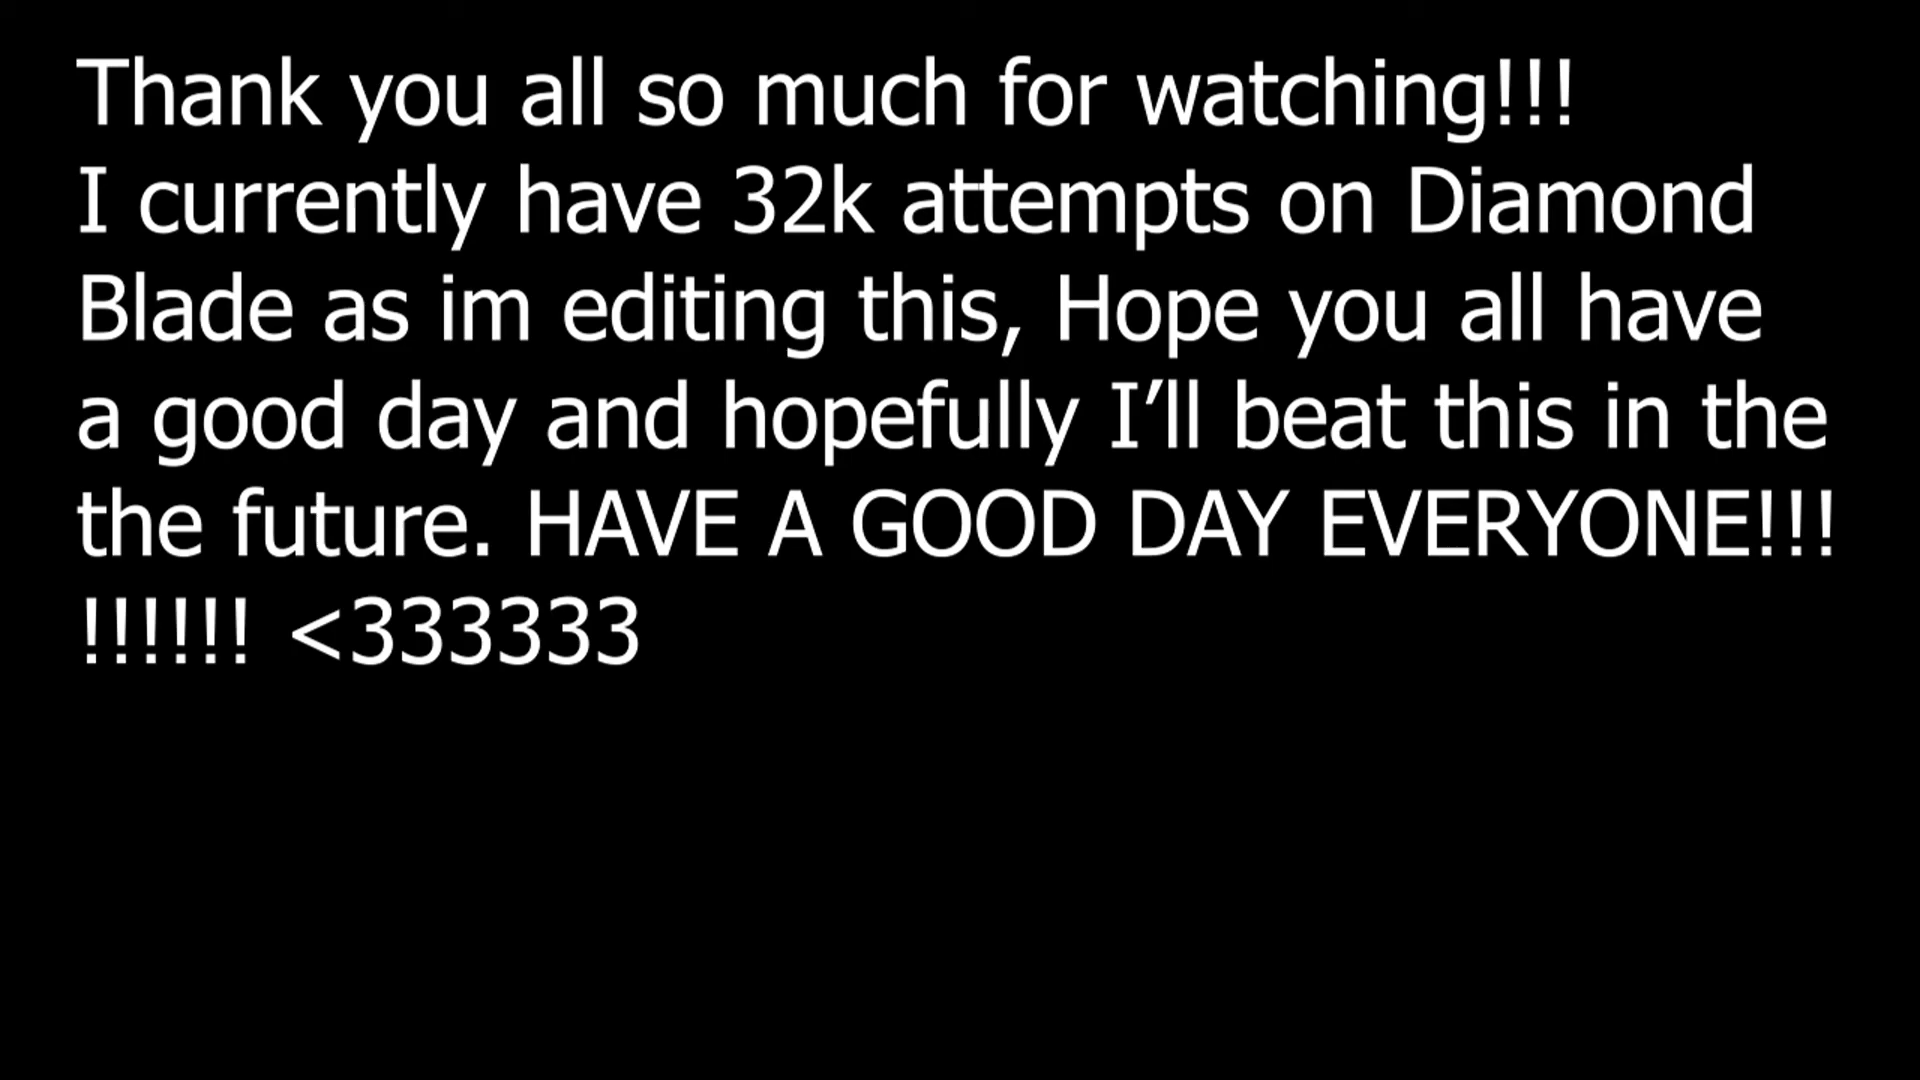 Thank you all so much for watching!!!
I currently have 32k attempts on Diamond
Blade as im editing this, Hope you all have
a good day and hopefully I’ll beat this in the
the future. HAVE A GOOD DAY EVERYONE!!!
!!!!!! <333333